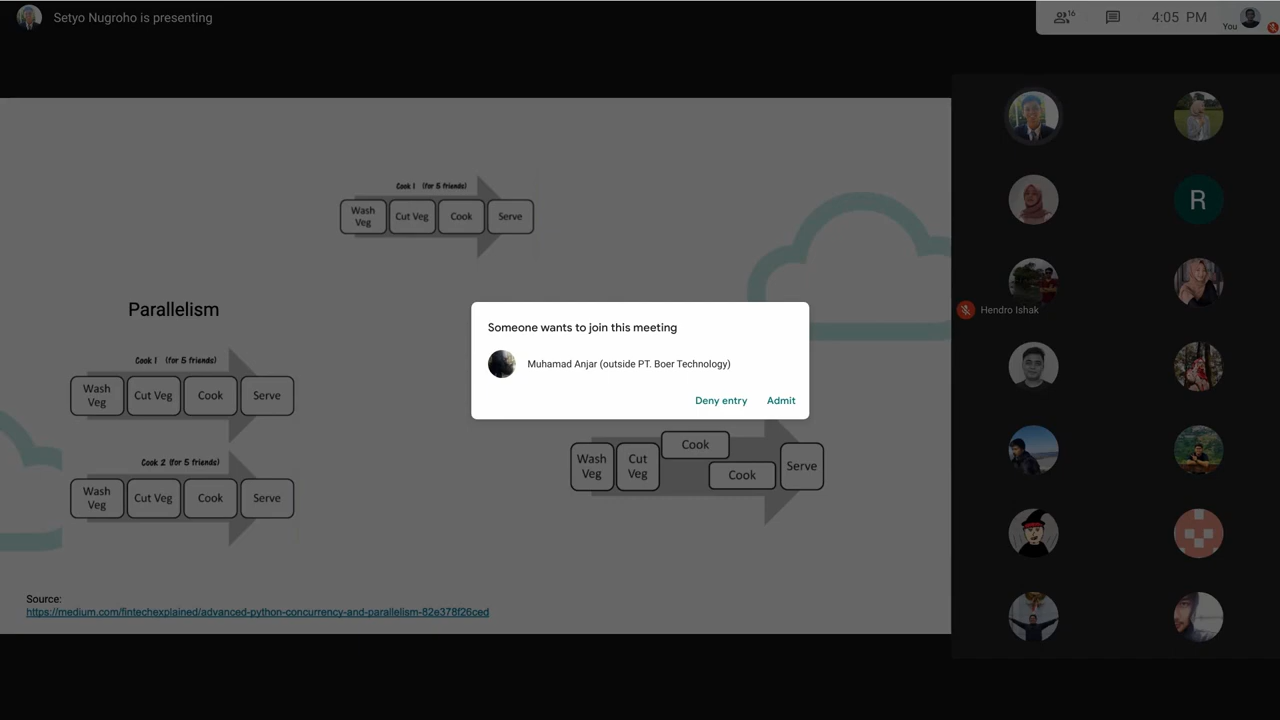 Setyo Nugroho is presenting
16
4:05 PM
You
Cook 1 (for 5 friends)
Wash
Veg
Cut Veg
Cook
Serve
Parallelism
Cook 1 (for 5 friends)
Wash
Veg
Cut Veg
Cook
Serve
Cook 2 (for 5 friends)
Wash
Veg
Cut Veg
Cook
Serve
Someone wants to join this meeting
Muhamad Anjar (outside PT. Boer Technology)
Deny entry
Admit
Wash
Veg
Cut
Veg
Cook
Cook
Serve
Source:
https://medium.com/fintechexplained/advanced-python-concurrency-and-parallelism-82e378f26ced
R
Hendro Ishak